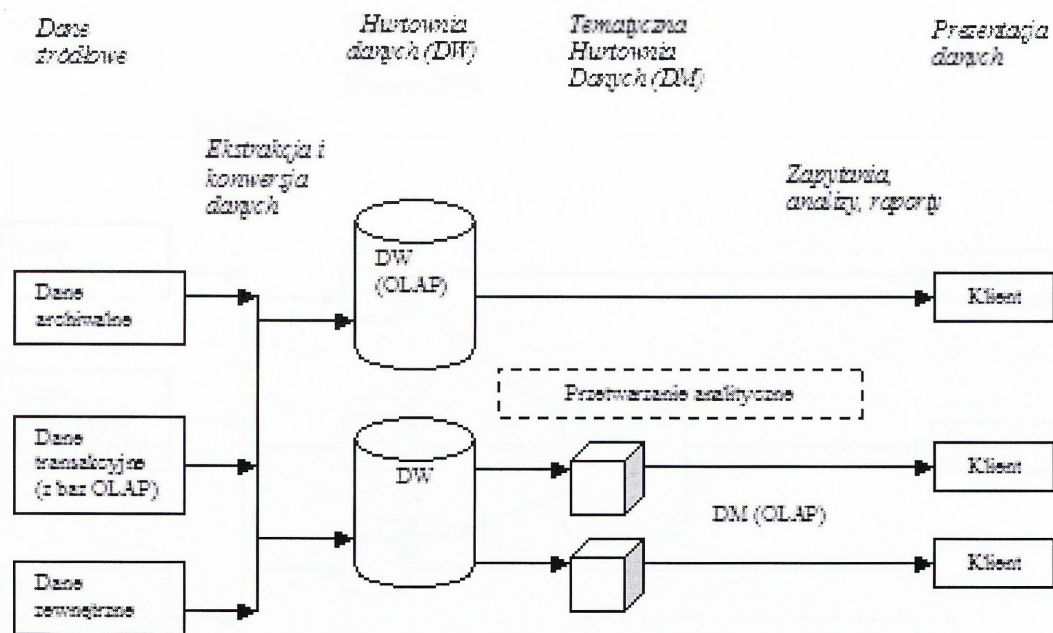 Dane
źródłowe
Hurtownia
danych (DW)
Tematyczna
Hurtownia
Danych (DM)
Prezentacja
danych
Ekstrakcja i
konwersja
danych
Zapytania,
analizy, raporty
DW
(OLAP)
Dane
archiwalne
Klient
Przetwarzanie analityczne
Dane
transakcyjne
(z baz OLAP)
DW
Klient
DM (OLAP)
Dane
zewnętrzne
Klient